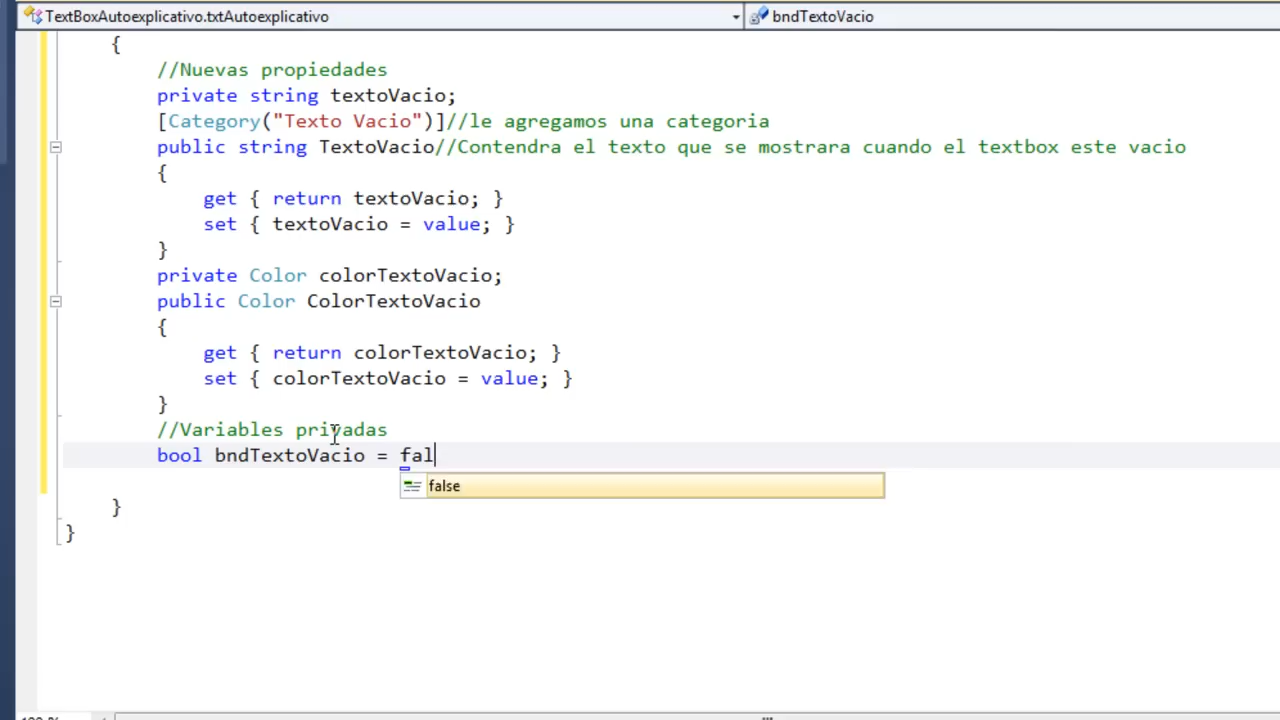 TextBoxAutoexplicativo.txtAutoexplicativo bndTextoVacio
{
//Nuevas propiedades
private string textoVacio;
[Category("Texto Vacio")]//le agregamos una categoria
public string TextoVacio//Contendra el texto que se mostrara cuando el textbox este vacio
{
get { return textoVacio; }
set { textoVacio = value; }
}
private Color colorTextoVacio;
public Color ColorTextoVacio
{
get { return colorTextoVacio; }
set { colorTextoVacio = value; }
}
//Variables privadas
bool bndTextoVacio = fal
false
}
}